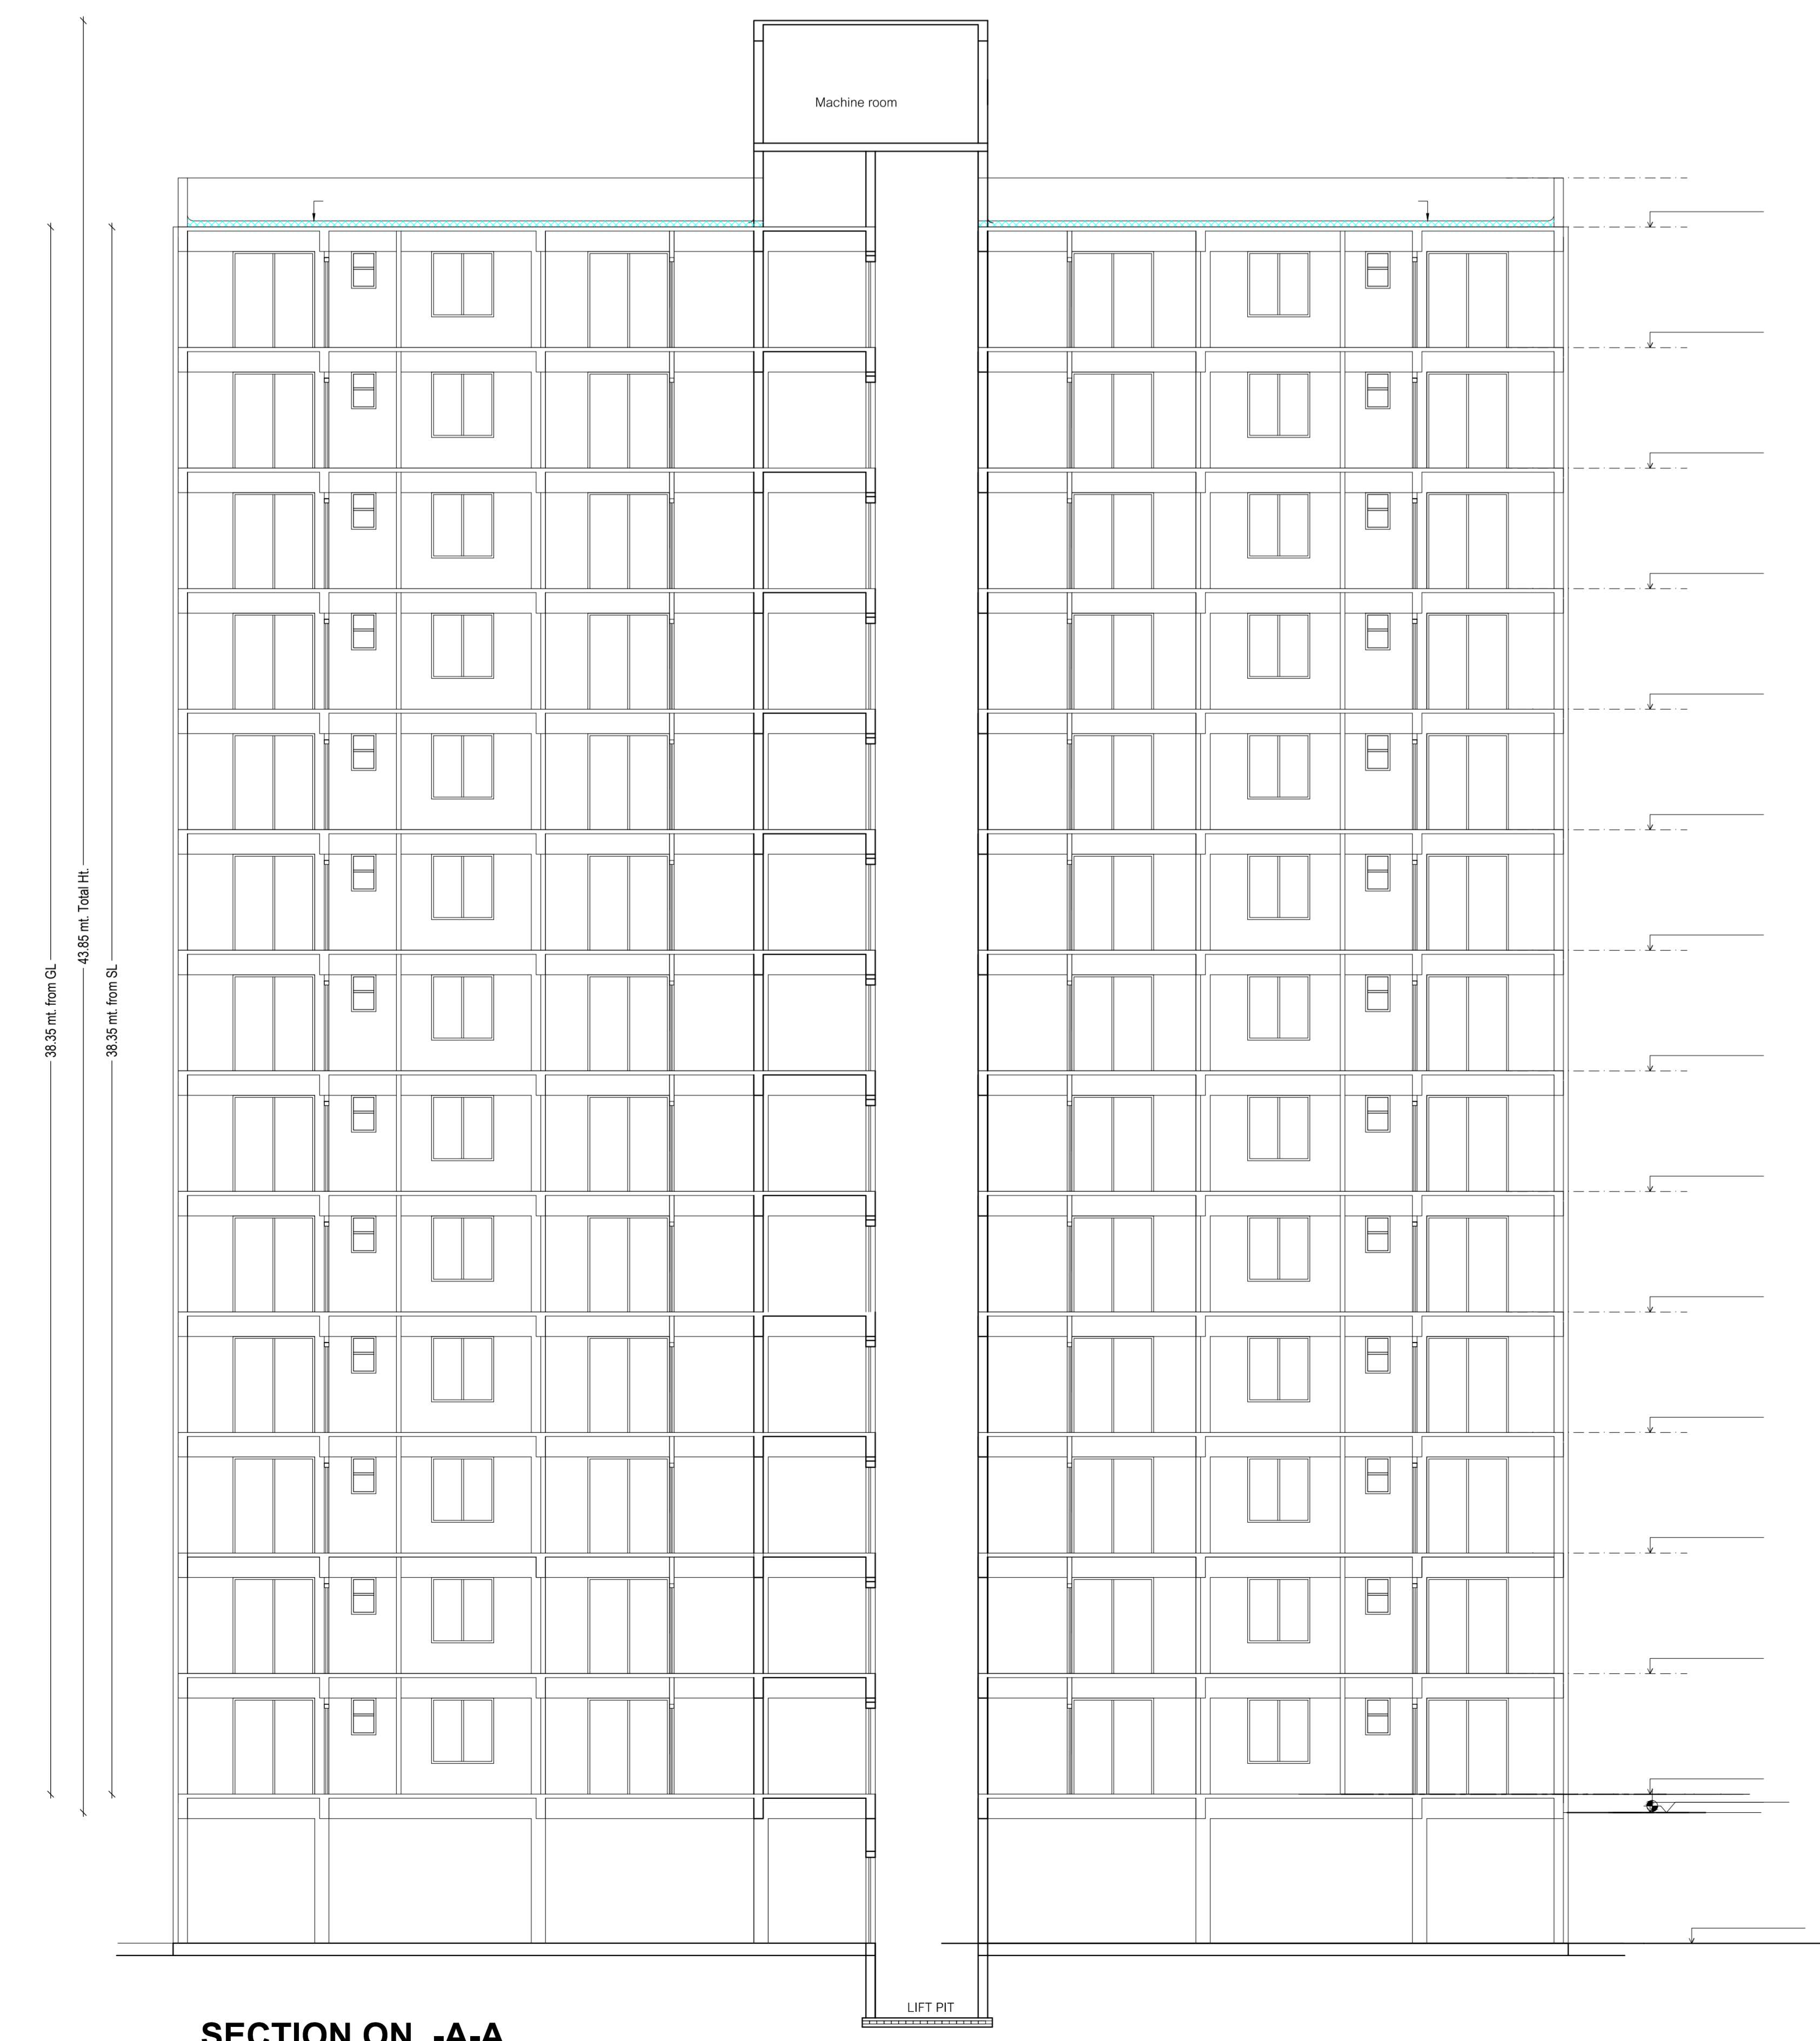 Machine room
38.35 mt. from GL
43.85 mt. Total Ht.
38.35 mt. from SL
LIFT PIT
SECTION ON -A-A